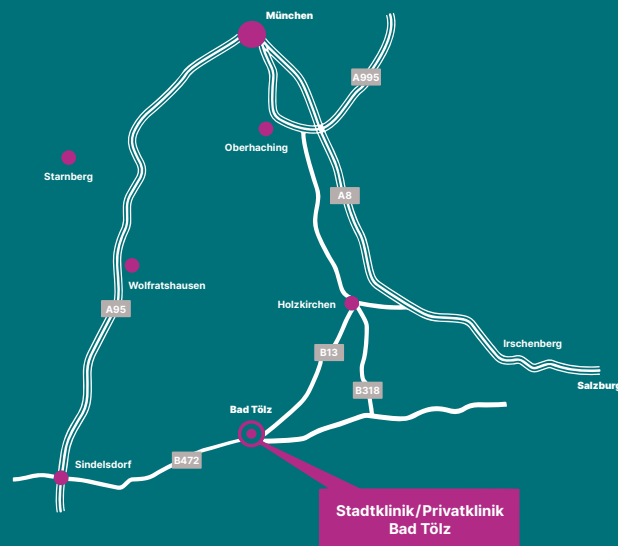 München
A995
Oberhaching
Starnberg
A8
Wolfratshausen
Holzkirchen
A95
Irschenberg
B13
Salzburg
B318
Bad Tölz
B472
Sindelsdorf
Stadtklinik/Privatklinik
Bad Tölz